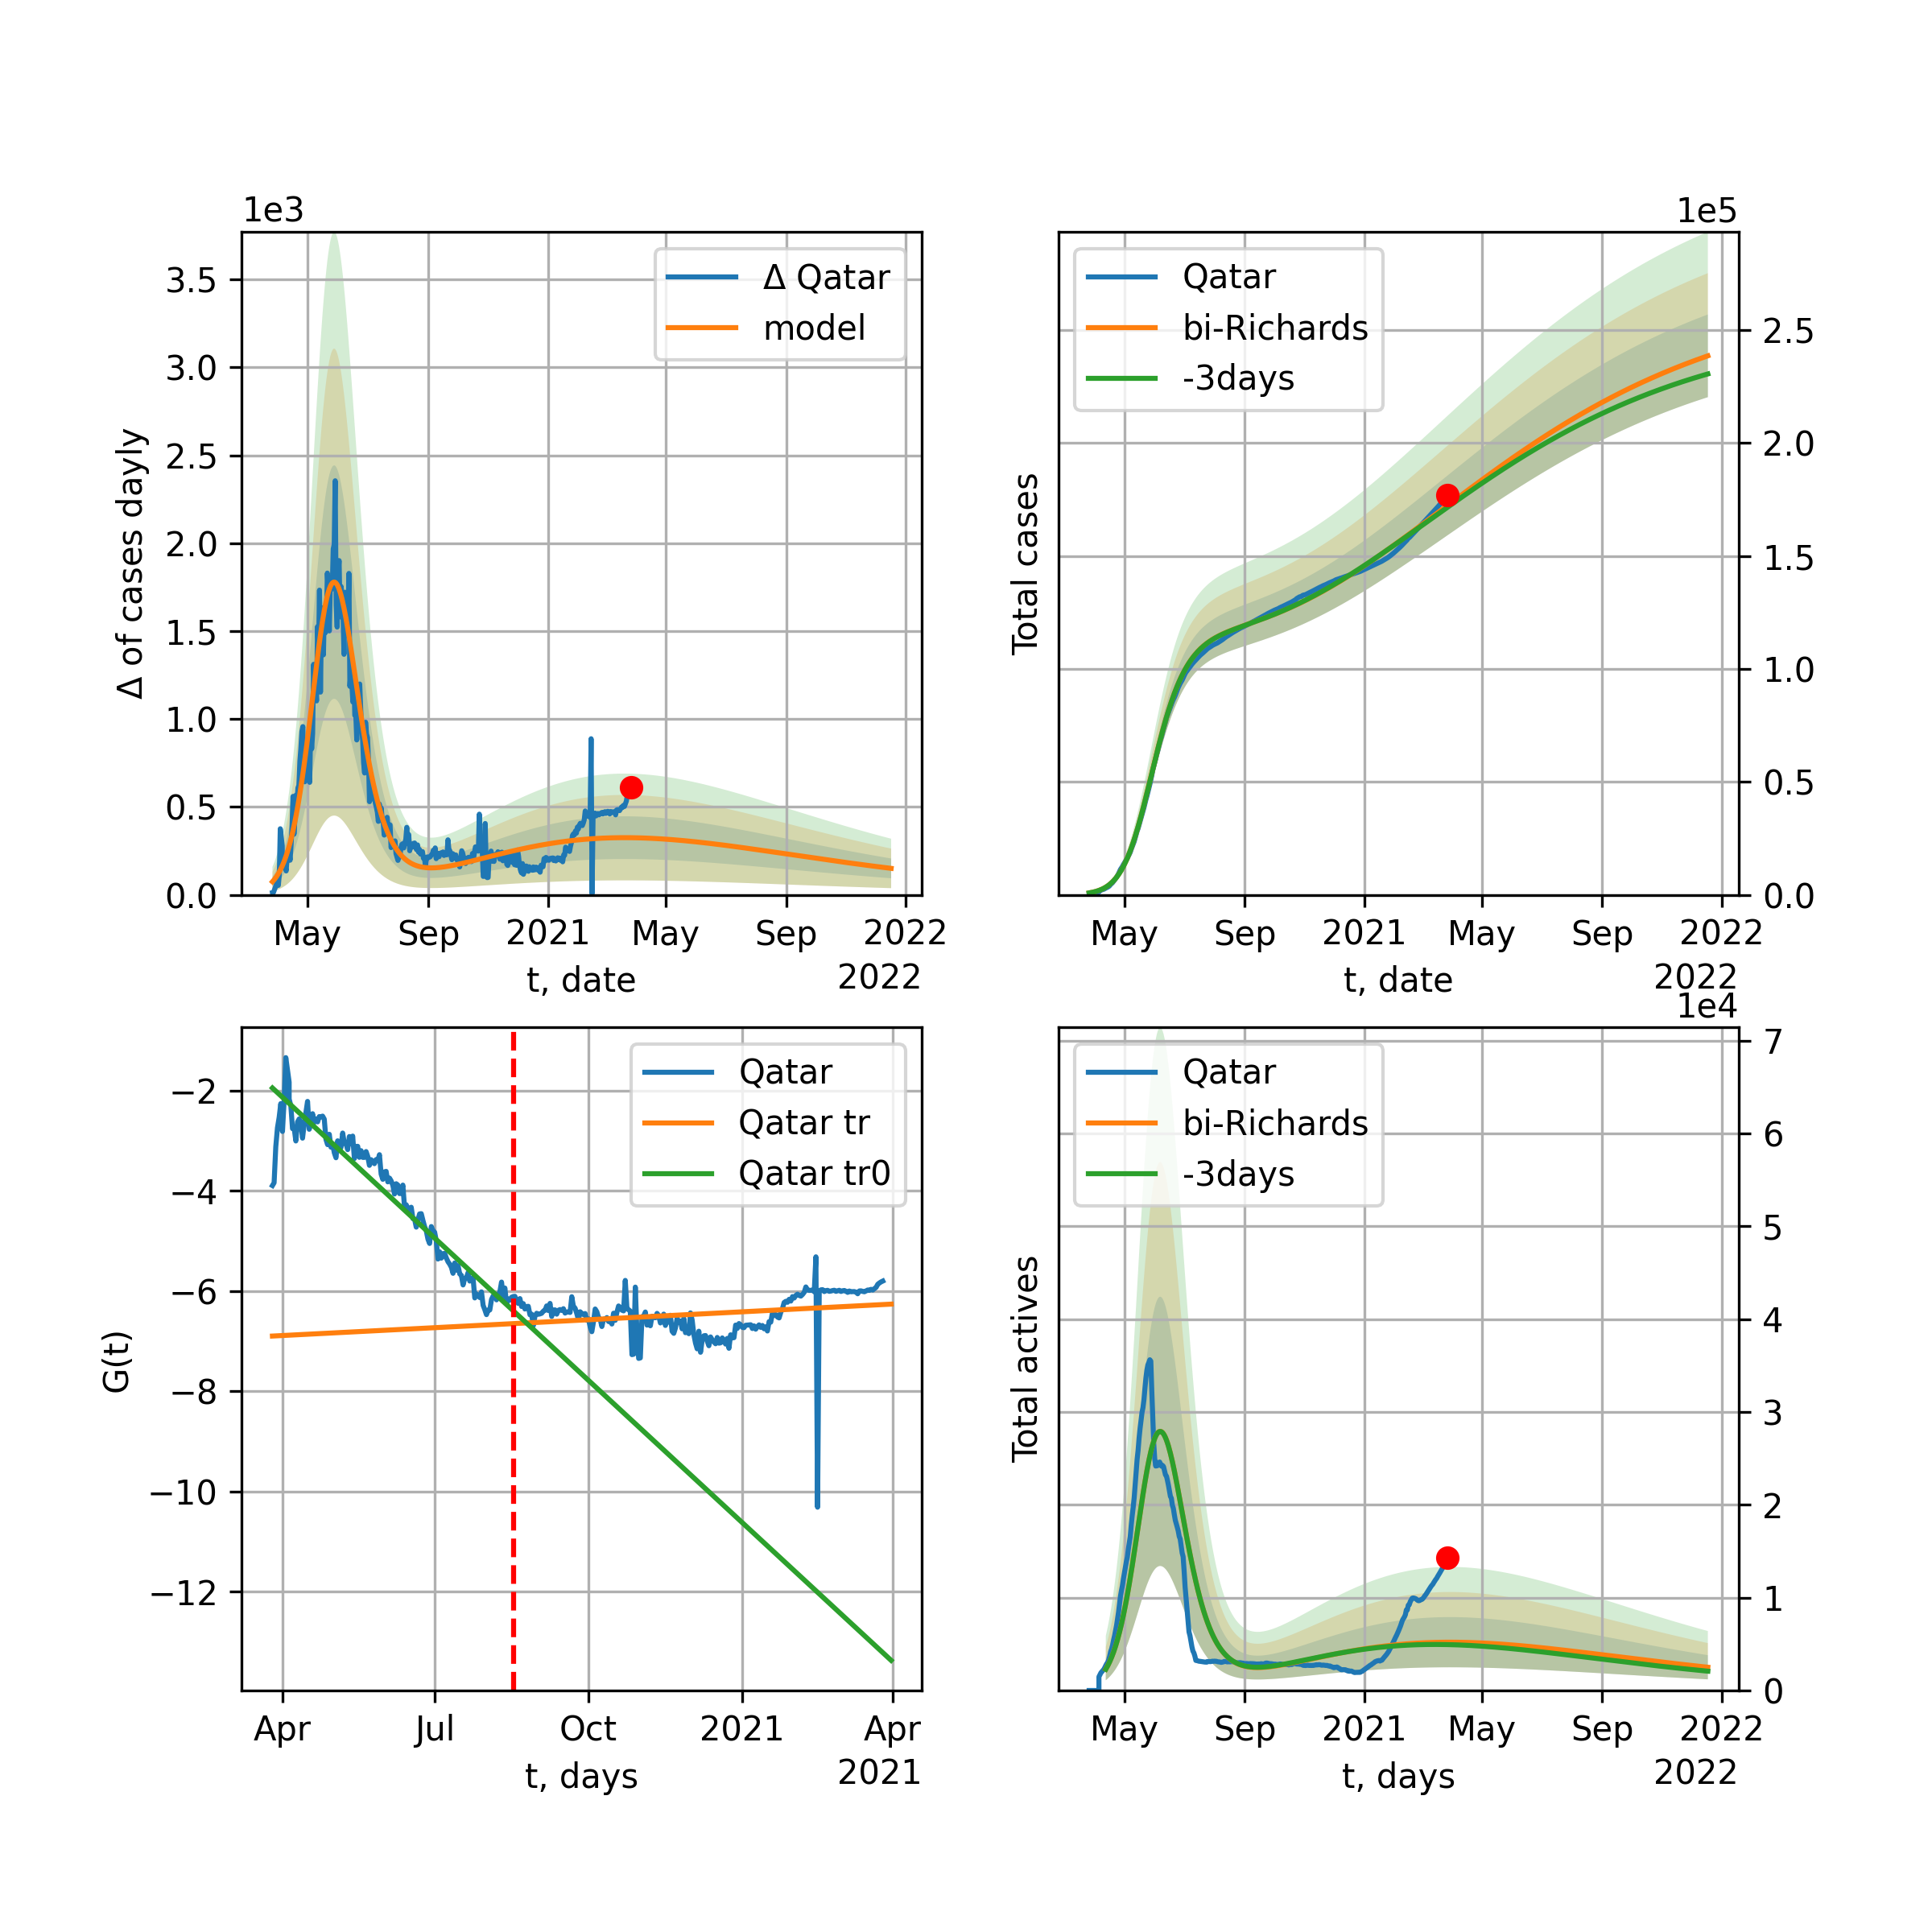 1e3
Δ of cases dayly
3.5
3.0
2.5
2.0
1.5
1.0
0.5
0.0
Δ Qatar
model
May Sep 2021 May Sep 2022
t, date
2022
1e5
Total cases
Qatar
bi-Richards
-3days
2.5
2.0
1.5
1.0
0.5
0.0
May Sep 2021 May Sep 2022
t, date
2022
G(t)
−2
−4
−6
−8
−10
−12
Qatar
Qatar tr
Qatar tr0
Apr Jul Oct 2021 Apr
t, days
2021
1e4
Total actives
Qatar
bi-Richards
-3days
7
6
5
4
3
2
1
0
May Sep 2021 May Sep 2022
t, days
2022